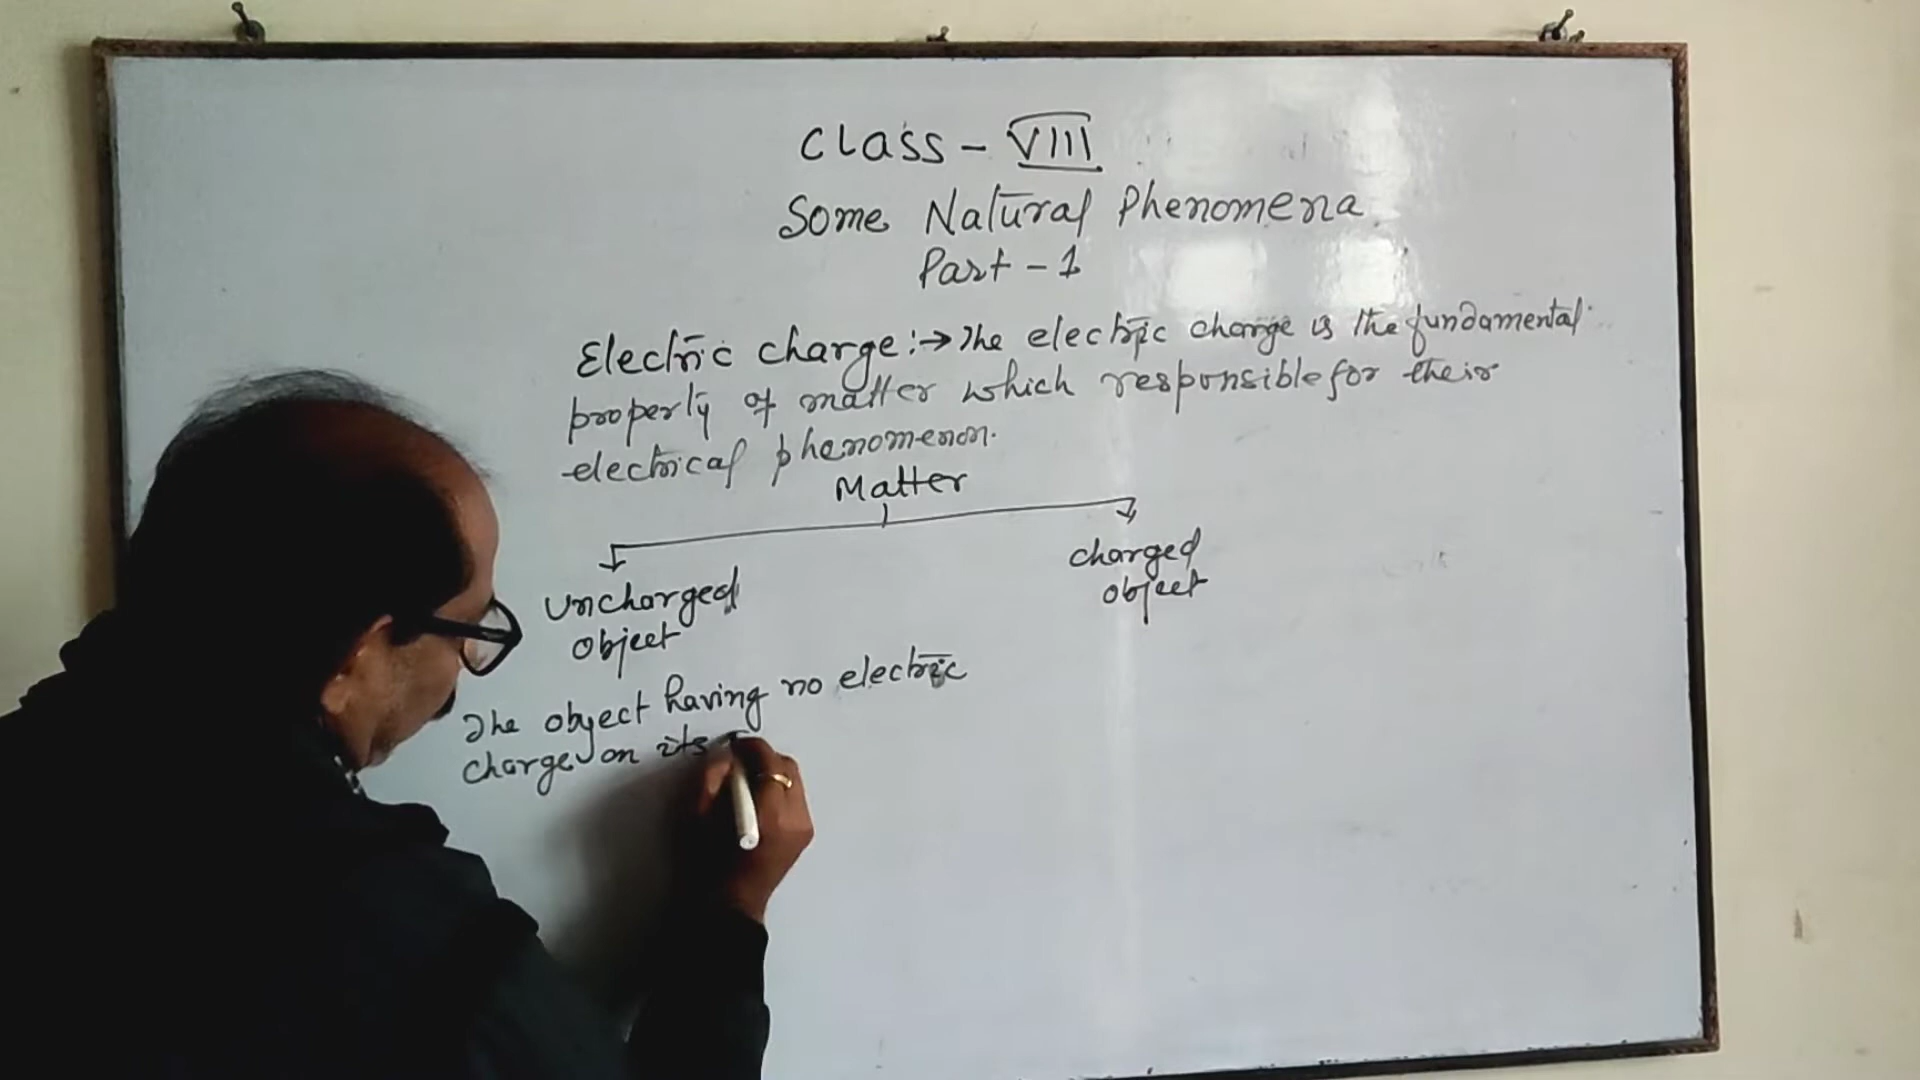 Class - VIII
Some Natural Phenomena
Part - 1
Electric charge :→ The electric charge is the fundamental
property of matter which responsible for their
electrical phenomenon.
Matter
Uncharged
object
charged
object
The object having no electric
charge on its